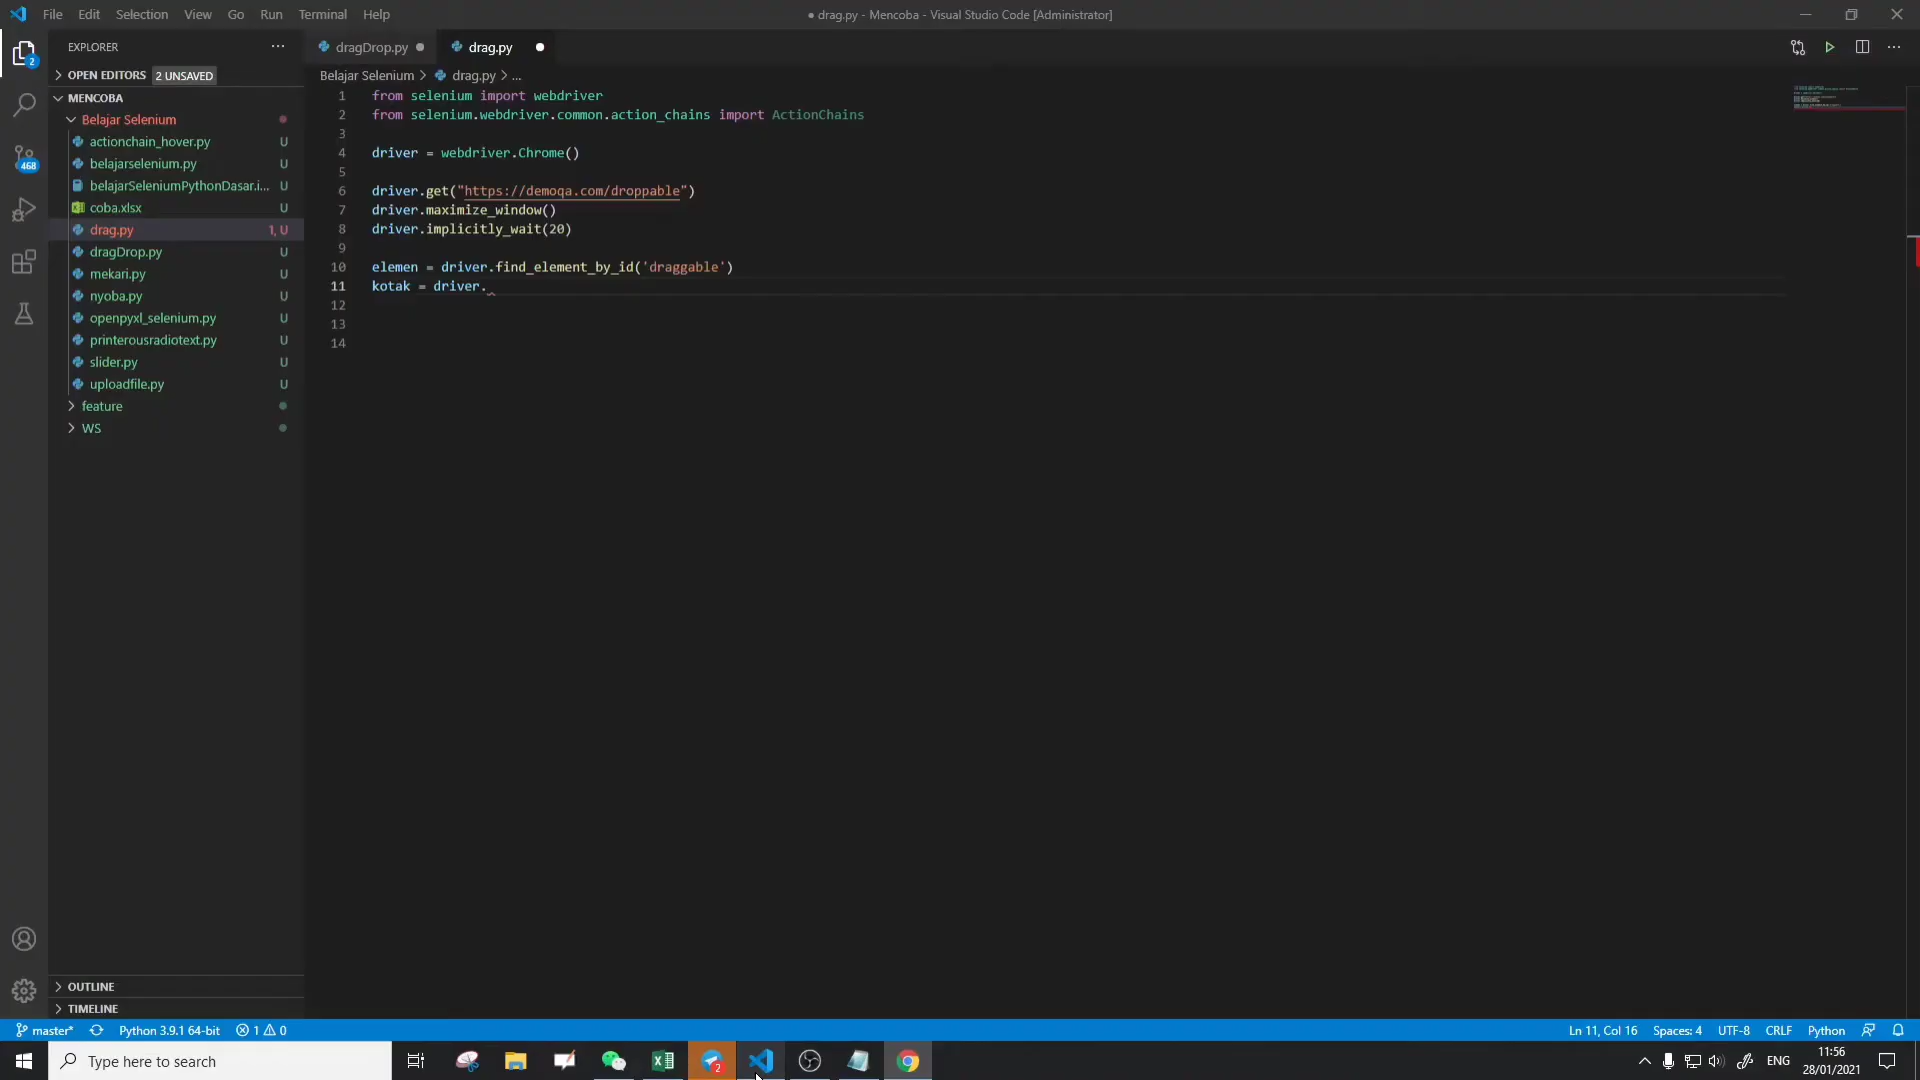 File Edit Selection View Go Run Terminal Help
● drag.py - Mencoba - Visual Studio Code [Administrator]
EXPLORER
dragDrop.py
drag.py
OPEN EDITORS 2 UNSAVED
Belajar Selenium > drag.py > ...
MENCOBA
Belajar Selenium
actionchain_hover.py U
belajarselenium.py U
belajarSeleniumPythonDasar.i... U
coba.xlsx U
drag.py 1, U
dragDrop.py U
mekari.py U
nyoba.py U
openpyxl_selenium.py U
printerousradiotext.py U
slider.py U
uploadfile.py U
feature
WS
OUTLINE
TIMELINE
2
468
1 from selenium import webdriver
2 from selenium.webdriver.common.action_chains import ActionChains
3
4 driver = webdriver.Chrome()
5
6 driver.get("https://demoqa.com/droppable")
7 driver.maximize_window()
8 driver.implicitly_wait(20)
9
10 elemen = driver.find_element_by_id('draggable')
11 kotak = driver.
12
13
14
master* Python 3.9.1 64-bit 1 0
Ln 11, Col 16 Spaces: 4 UTF-8 CRLF Python
Type here to search
2
ENG
11:56
28/01/2021